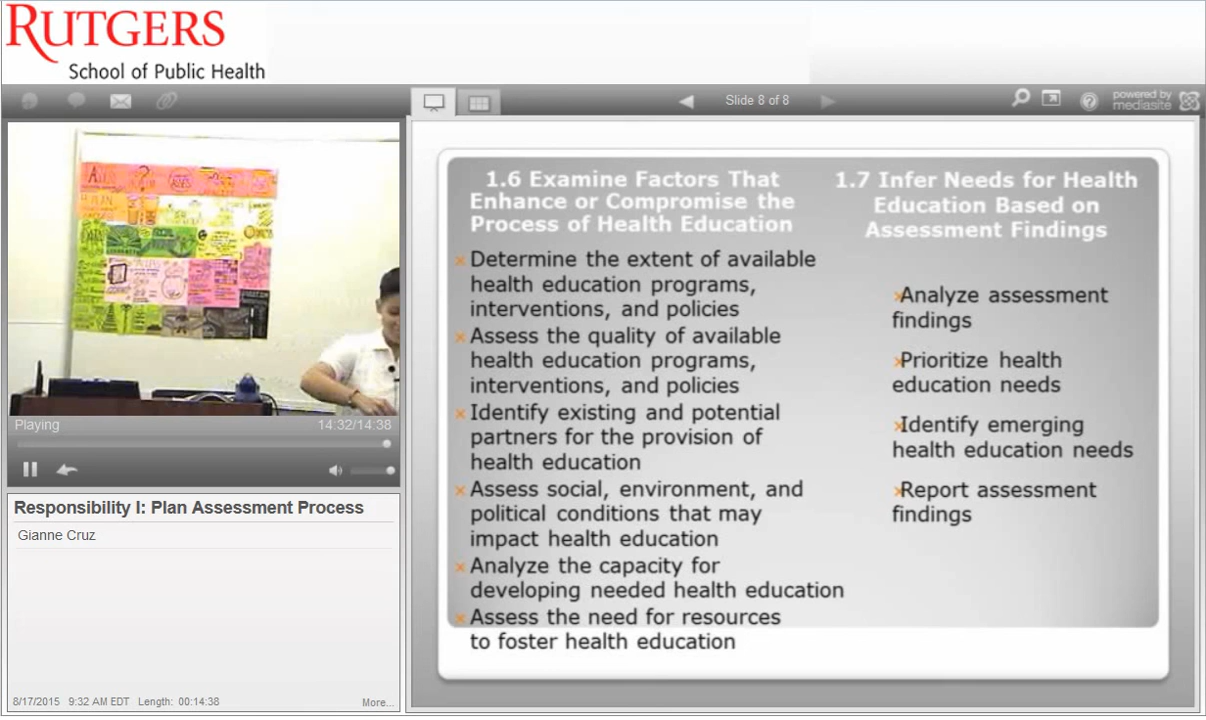 RUTGERS
School of Public Health
Slide 8 of 8
powered by
mediasite
ASSESS
Playing
14:32/14:38
Responsibility I: Plan Assessment Process
Gianne Cruz
8/17/2015 9:32 AM EDT Length: 00:14:38
More...
1.6 Examine Factors That
Enhance or Compromise the
Process of Health Education
Determine the extent of available
health education programs,
interventions, and policies
Assess the quality of available
health education programs,
interventions, and policies
Identify existing and potential
partners for the provision of
health education
Assess social, environment, and
political conditions that may
impact health education
Analyze the capacity for
developing needed health education
Assess the need for resources
to foster health education
1.7 Infer Needs for Health
Education Based on
Assessment Findings
Analyze assessment
findings
Prioritize health
education needs
Identify emerging
health education needs
Report assessment
findings